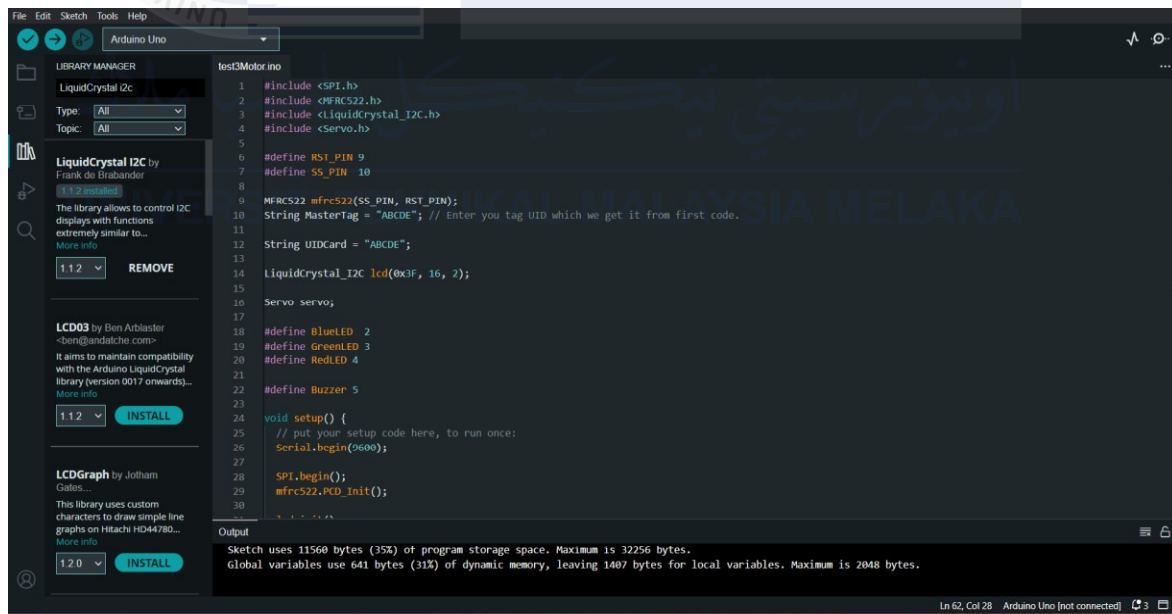 File Edit Sketch Tools Help
Arduino Uno
LIBRARY MANAGER
LiquidCrystal i2c
Type: All
Topic: All
LiquidCrystal I2C by
Frank de Brabander
1.1.2 installed
The library allows to control I2C
displays with functions
extremely similar to...
More info
1.1.2 REMOVE
LCD03 by Ben Arblaster
<ben@andatche.com>
It aims to maintain compatibility
with the Arduino LiquidCrystal
library (version 0017 onwards)...
More info
1.1.2 INSTALL
LCDGraph by Jotham
Gates...
This library uses custom
characters to draw simple line
graphs on Hitachi HD44780...
More info
1.2.0 INSTALL
test3Motor.ino
1 #include <SPI.h>
2 #include <MFRC522.h>
3 #include <LiquidCrystal_I2C.h>
4 #include <Servo.h>
5
6 #define RST_PIN 9
7 #define SS_PIN 10
8
9 MFRC522 mfrc522(SS_PIN, RST_PIN);
10 String MasterTag = "ABCDE"; // Enter you tag UID which we get it from first code.
11
12 String UIDCard = "ABCDE";
13
14 LiquidCrystal_I2C lcd(0x3F, 16, 2);
15
16 Servo servo;
17
18 #define BlueLED 2
19 #define GreenLED 3
20 #define RedLED 4
21
22 #define Buzzer 5
23
24 void setup() {
25 // put your setup code here, to run once:
26 Serial.begin(9600);
27
28 SPI.begin();
29 mfrc522.PCD_Init();
30
Output
Sketch uses 11560 bytes (35%) of program storage space. Maximum is 32256 bytes.
Global variables use 641 bytes (31%) of dynamic memory, leaving 1407 bytes for local variables. Maximum is 2048 bytes.
Ln 62, Col 28 Arduino Uno [not connected] 3